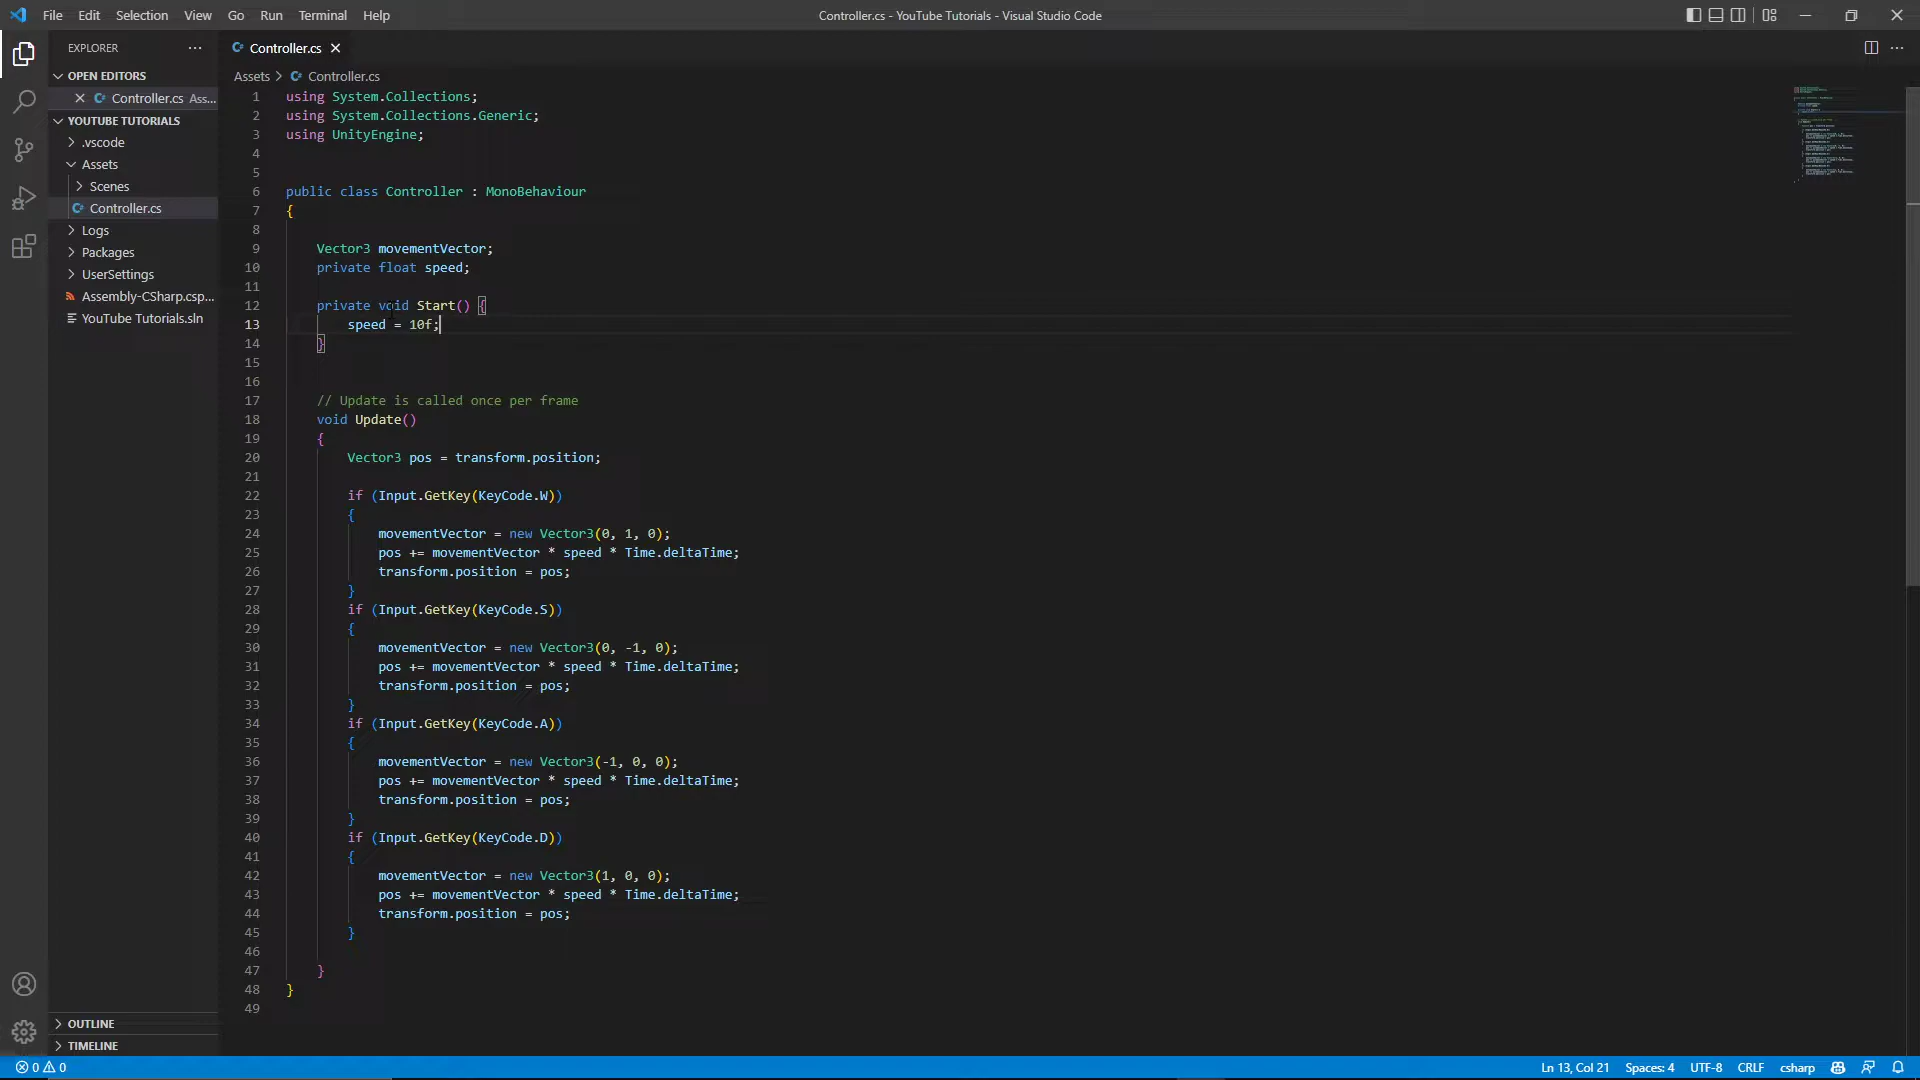 File Edit Selection View Go Run Terminal Help
Controller.cs - YouTube Tutorials - Visual Studio Code
EXPLORER
OPEN EDITORS
Controller.cs Ass...
YOUTUBE TUTORIALS
.vscode
Assets
Scenes
Controller.cs
Logs
Packages
UserSettings
Assembly-CSharp.csp...
YouTube Tutorials.sln
OUTLINE
TIMELINE
Controller.cs
Assets > Controller.cs
1 using System.Collections;
2 using System.Collections.Generic;
3 using UnityEngine;
4
5
6 public class Controller : MonoBehaviour
7 {
8
9 Vector3 movementVector;
10 private float speed;
11
12 private void Start() {
13 speed = 10f;
14 }
15
16
17 // Update is called once per frame
18 void Update()
19 {
20 Vector3 pos = transform.position;
21
22 if (Input.GetKey(KeyCode.W))
23 {
24 movementVector = new Vector3(0, 1, 0);
25 pos += movementVector * speed * Time.deltaTime;
26 transform.position = pos;
27 }
28 if (Input.GetKey(KeyCode.S))
29 {
30 movementVector = new Vector3(0, -1, 0);
31 pos += movementVector * speed * Time.deltaTime;
32 transform.position = pos;
33 }
34 if (Input.GetKey(KeyCode.A))
35 {
36 movementVector = new Vector3(-1, 0, 0);
37 pos += movementVector * speed * Time.deltaTime;
38 transform.position = pos;
39 }
40 if (Input.GetKey(KeyCode.D))
41 {
42 movementVector = new Vector3(1, 0, 0);
43 pos += movementVector * speed * Time.deltaTime;
44 transform.position = pos;
45 }
46
47 }
48 }
49
0 0
Ln 13, Col 21 Spaces: 4 UTF-8 CRLF csharp